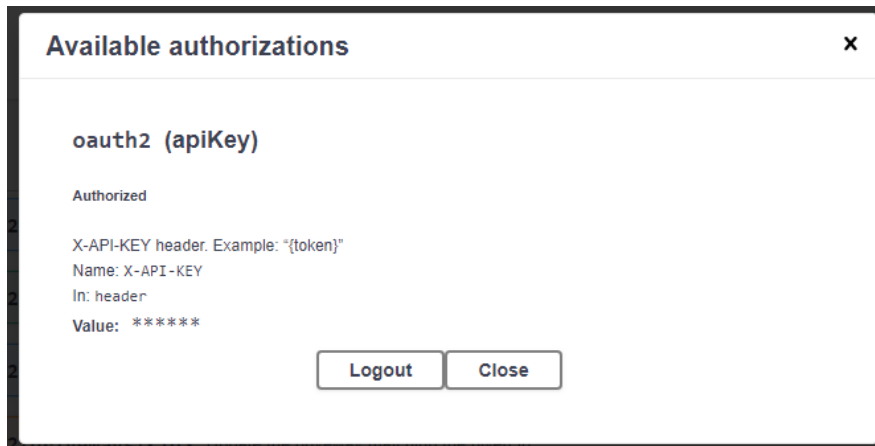 Available authorizations x
oauth2 (apiKey)
Authorized
X-API-KEY header. Example: “{token}”
Name: X-API-KEY
In: header
Value: ******
Logout Close